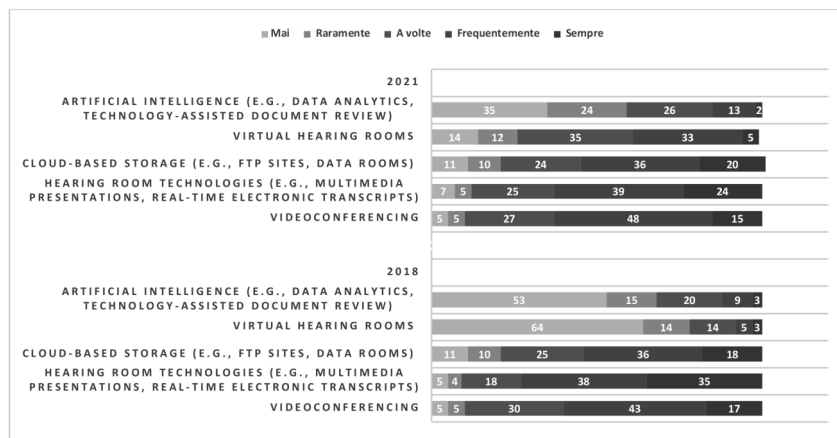 Mai Raramente A volte Frequentemente Sempre
2021
ARTIFICIAL INTELLIGENCE (E.G., DATA ANALYTICS,
TECHNOLOGY-ASSISTED DOCUMENT REVIEW)
35 24 26 13 2
VIRTUAL HEARING ROOMS 14 12 35 33 5
CLOUD-BASED STORAGE (E.G., FTP SITES, DATA ROOMS) 11 10 24 36 20
HEARING ROOM TECHNOLOGIES (E.G., MULTIMEDIA
PRESENTATIONS, REAL-TIME ELECTRONIC TRANSCRIPTS)
7 5 25 39 24
VIDEOCONFERENCING 5 5 27 48 15
2018
ARTIFICIAL INTELLIGENCE (E.G., DATA ANALYTICS,
TECHNOLOGY-ASSISTED DOCUMENT REVIEW)
53 15 20 9 3
VIRTUAL HEARING ROOMS 64 14 14 5 3
CLOUD-BASED STORAGE (E.G., FTP SITES, DATA ROOMS) 11 10 25 36 18
HEARING ROOM TECHNOLOGIES (E.G., MULTIMEDIA
PRESENTATIONS, REAL-TIME ELECTRONIC TRANSCRIPTS)
5 4 18 38 35
VIDEOCONFERENCING 5 5 30 43 17